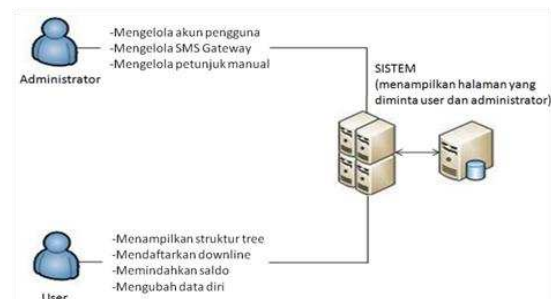 -Mengelola akun pengguna
-Mengelola SMS Gateway
-Mengelola petunjuk manual
Administrator
SISTEM
(menampilkan halaman yang
diminta user dan administrator)
-Menampilkan struktur tree
-Mendaftarkan downline
-Memindahkan saldo
-Mengubah data diri
User